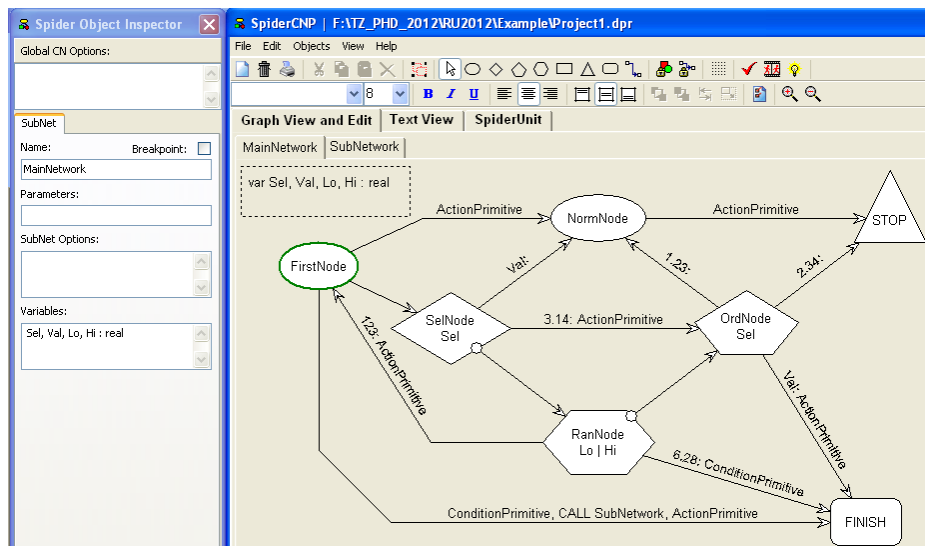 Spider Object Inspector
Global CN Options:
SubNet
Name:
Breakpoint:
MainNetwork
Parameters:
SubNet Options:
Variables:
Sel, Val, Lo, Hi : real
SpiderCNP | F:\TZ_PHD_2012\RU2012\Example\Project1.dpr
File Edit Objects View Help
8 B I U
Graph View and Edit Text View SpiderUnit
MainNetwork SubNetwork
var Sel, Val, Lo, Hi : real
ActionPrimitive
NormNode
ActionPrimitive
STOP
FirstNode
Val:
1.23:
2.34:
SelNode
Sel
3.14: ActionPrimitive
OrdNode
Sel
123: ActionPrimitive
RanNode
Lo | Hi
Val: ActionPrimitive
6.28: ConditionPrimitive
ConditionPrimitive, CALL SubNetwork, ActionPrimitive
FINISH